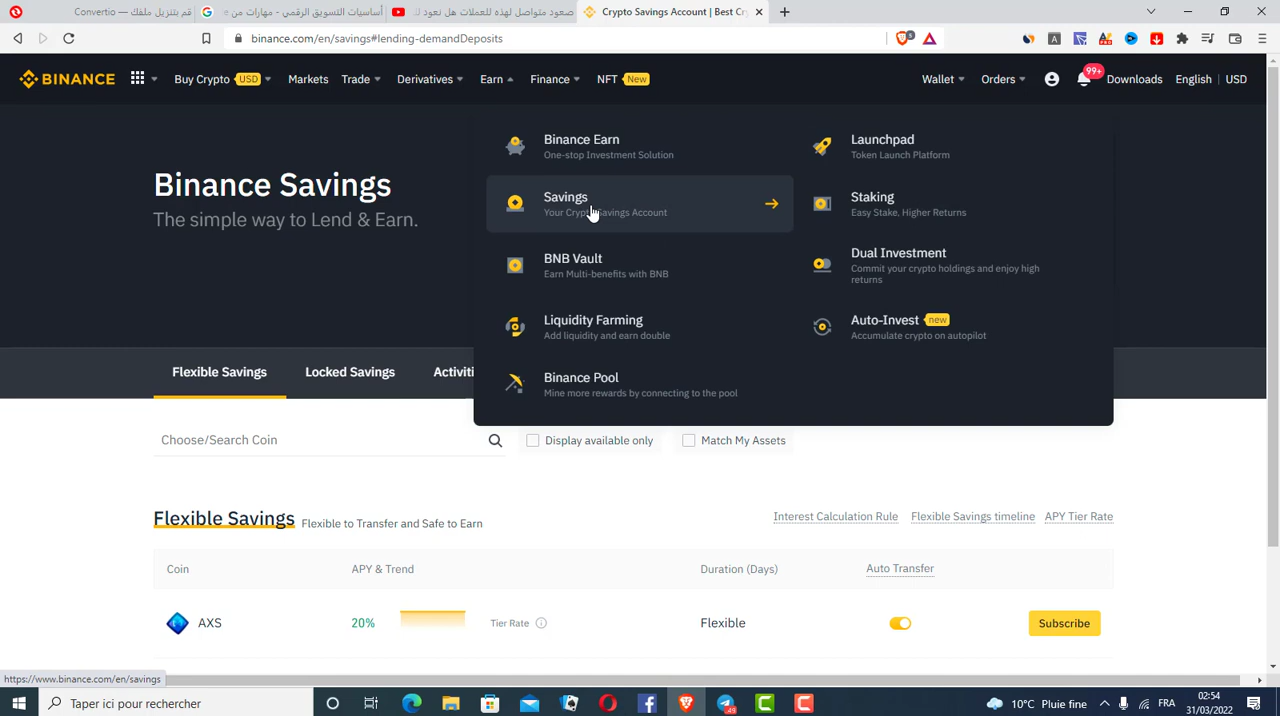 Convertio — قم بتنزيل ملفك
أساسيات التسويق الرقمي - مهارات من
صعود متواصل لهذه للعملات هل نعود لل
Crypto Savings Account | Best Cry
binance.com/en/savings#lending-demandDeposits
5
BINANCE
Buy Crypto USD
Markets
Trade
Derivatives
Earn
Finance
NFT New
Wallet
Orders
99+
Downloads
English | USD
Binance Savings
The simple way to Lend & Earn.
Binance Earn
One-stop Investment Solution
Savings
Your Crypto Savings Account
BNB Vault
Earn Multi-benefits with BNB
Liquidity Farming
Add liquidity and earn double
Binance Pool
Mine more rewards by connecting to the pool
Launchpad
Token Launch Platform
Staking
Easy Stake, Higher Returns
Dual Investment
Commit your crypto holdings and enjoy high
returns
Auto-Invest new
Accumulate crypto on autopilot
Flexible Savings
Locked Savings
Activiti
Choose/Search Coin
Display available only
Match My Assets
Flexible Savings Flexible to Transfer and Safe to Earn
Interest Calculation Rule
Flexible Savings timeline
APY Tier Rate
Coin
APY & Trend
Duration (Days)
Auto Transfer
AXS
20%
Tier Rate
Flexible
Subscribe
https://www.binance.com/en/savings
Taper ici pour rechercher
49
10°C Pluie fine
FRA
02:54
31/03/2022